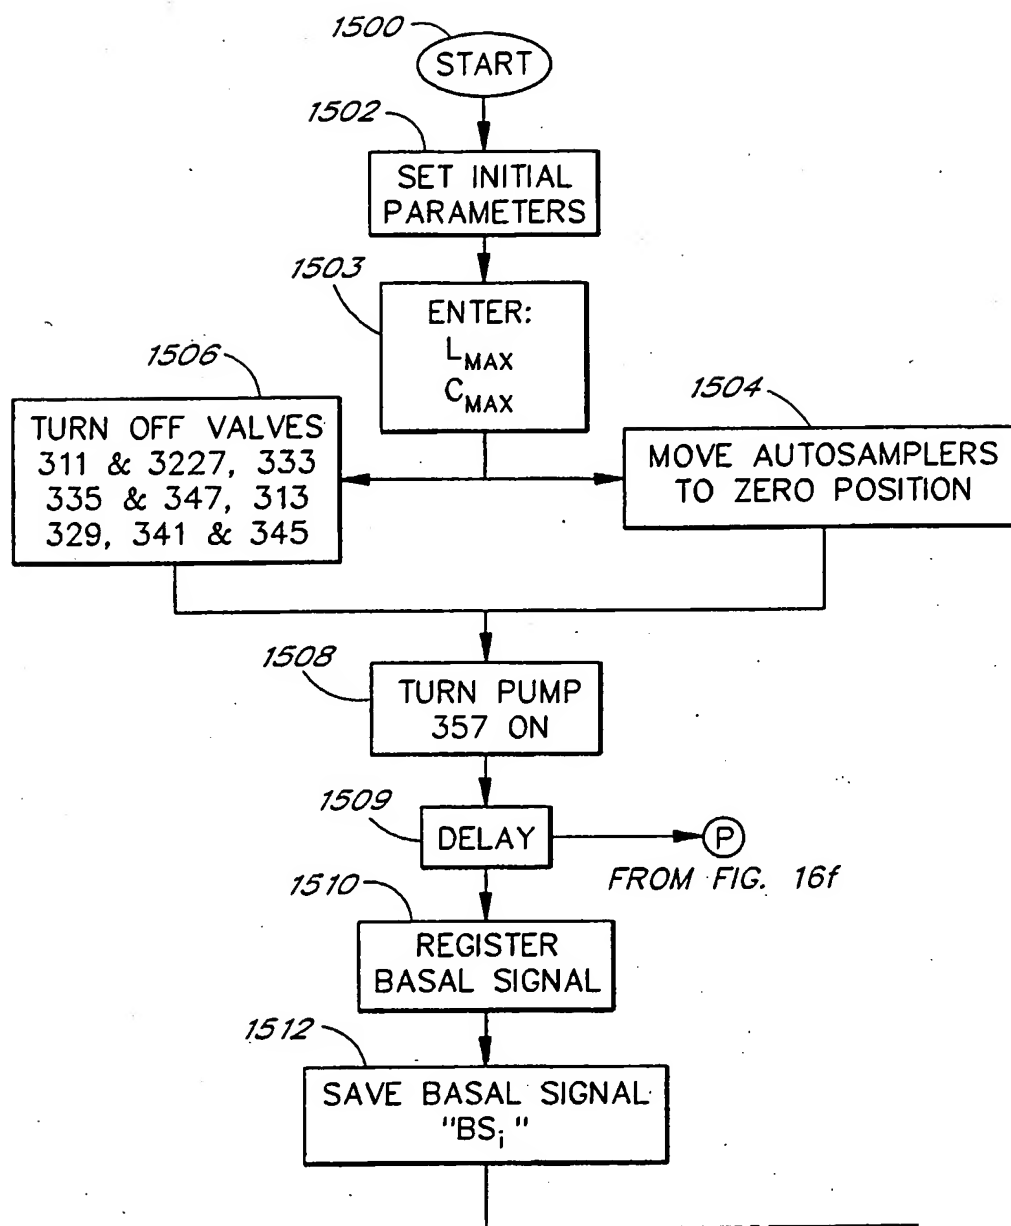 1500
START
1502
SET INITIAL
PARAMETERS
1503
ENTER:
LMAX
CMAX
1506
TURN OFF VALVES
311 & 3227, 333
335 & 347, 313
329, 341 & 345
1504
MOVE AUTOSAMPLERS
TO ZERO POSITION
1508
TURN PUMP
357 ON
1509
DELAY
P
FROM FIG. 16f
1510
REGISTER
BASAL SIGNAL
1512
SAVE BASAL SIGNAL
"BSi"